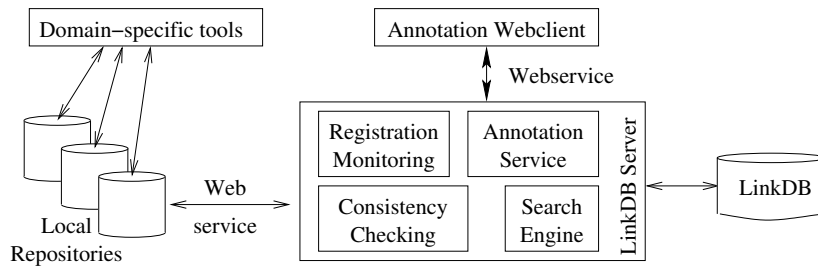 Domain−specific tools
Annotation Webclient
Webservice
Registration
Monitoring
Annotation
Service
LinkDB Server
LinkDB
Web
service
Consistency
Checking
Search
Engine
Local
Repositories